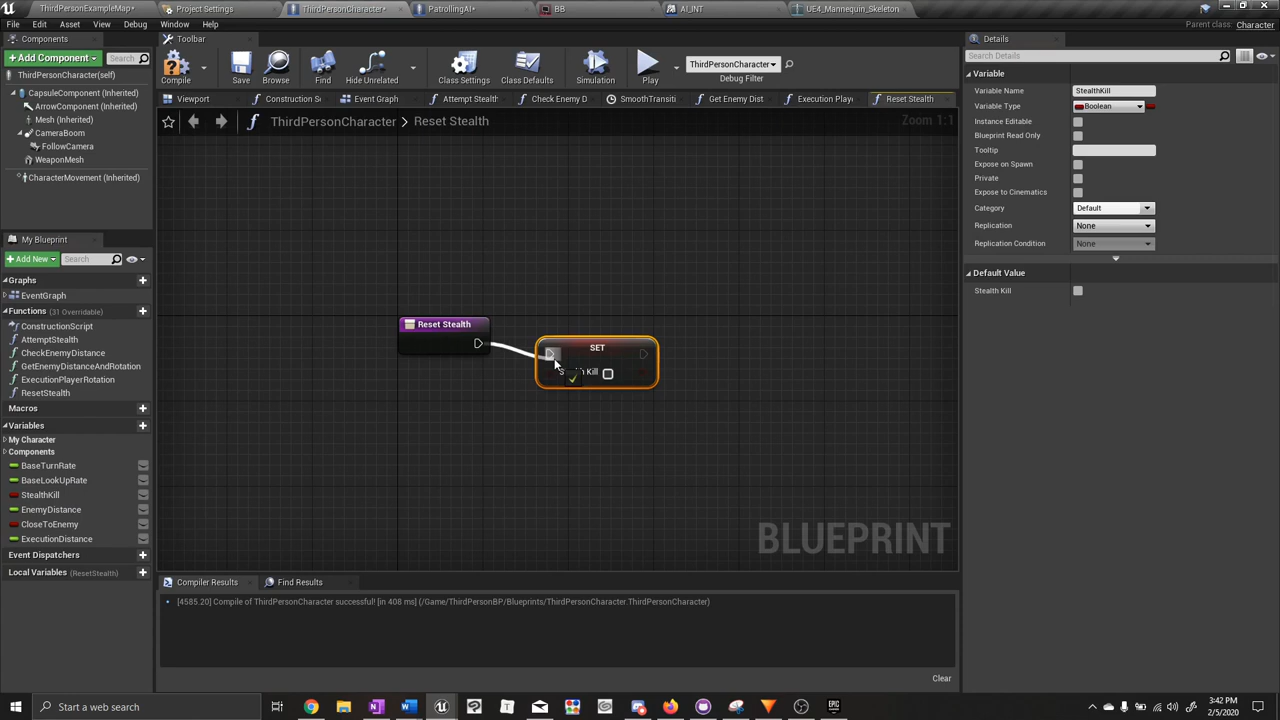 ThirdPersonExampleMap*
Project Settings
ThirdPersonCharacter*
PatrollingAI*
BB
AI_INT
UE4_Mannequin_Skeleton
File Edit Asset View Debug Window Help
Parent class: Character
Components
+ Add Component
Search
ThirdPersonCharacter(self)
CapsuleComponent (Inherited)
ArrowComponent (Inherited)
Mesh (Inherited)
CameraBoom
FollowCamera
WeaponMesh
CharacterMovement (Inherited)
Toolbar
Compile
Save
Browse
Find
Hide Unrelated
Class Settings
Class Defaults
Simulation
Play
ThirdPersonCharacter
Debug Filter
Viewport
Construction S
Event Graph
Attempt Stealth
Check Enemy D
SmoothTransiti
Get Enemy Dist
Execution Play
Reset Stealth
ThirdPersonCharacter > Reset Stealth
Zoom 1:1
Reset Stealth
SET
BLUEPRINT
My Blueprint
+ Add New
Search
Graphs
EventGraph
Functions (31 Overridable)
ConstructionScript
AttemptStealth
CheckEnemyDistance
GetEnemyDistanceAndRotation
ExecutionPlayerRotation
ResetStealth
Macros
Variables
My Character
Components
BaseTurnRate
BaseLookUpRate
StealthKill
EnemyDistance
CloseToEnemy
ExecutionDistance
Event Dispatchers
Local Variables (ResetStealth)
Compiler Results
Find Results
[4585.20] Compile of ThirdPersonCharacter successful! [in 408 ms] (/Game/ThirdPersonBP/Blueprints/ThirdPersonCharacter.ThirdPersonCharacter)
Clear
Details
Search Details
Variable
Variable Name StealthKill
Variable Type Boolean
Instance Editable
Blueprint Read Only
Tooltip
Expose on Spawn
Private
Expose to Cinematics
Category Default
Replication None
Replication Condition None
Default Value
Stealth Kill
Start a web search
3:42 PM
2/5/2020